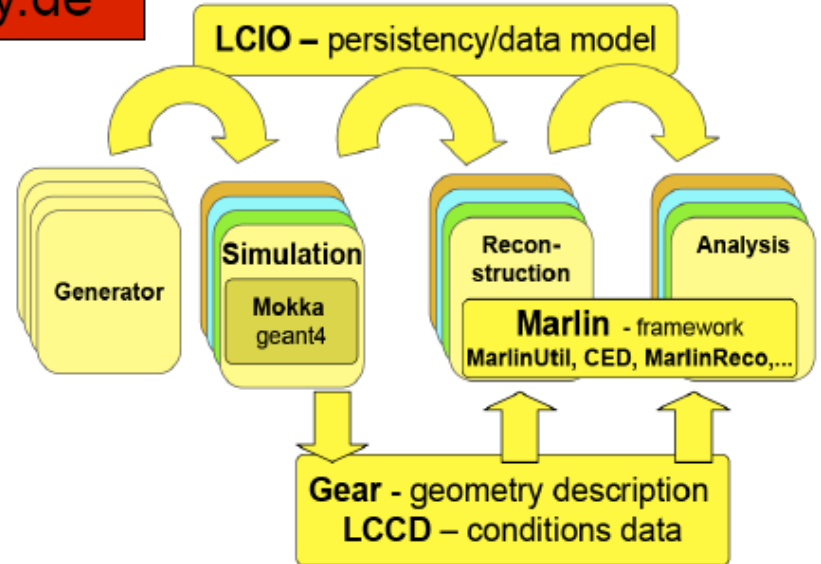 y.de
LCIO – persistency/data model
Generator
Simulation
Mokka
geant4
Recon-
struction
Analysis
Marlin - framework
MarlinUtil, CED, MarlinReco,...
Gear - geometry description
LCCD – conditions data